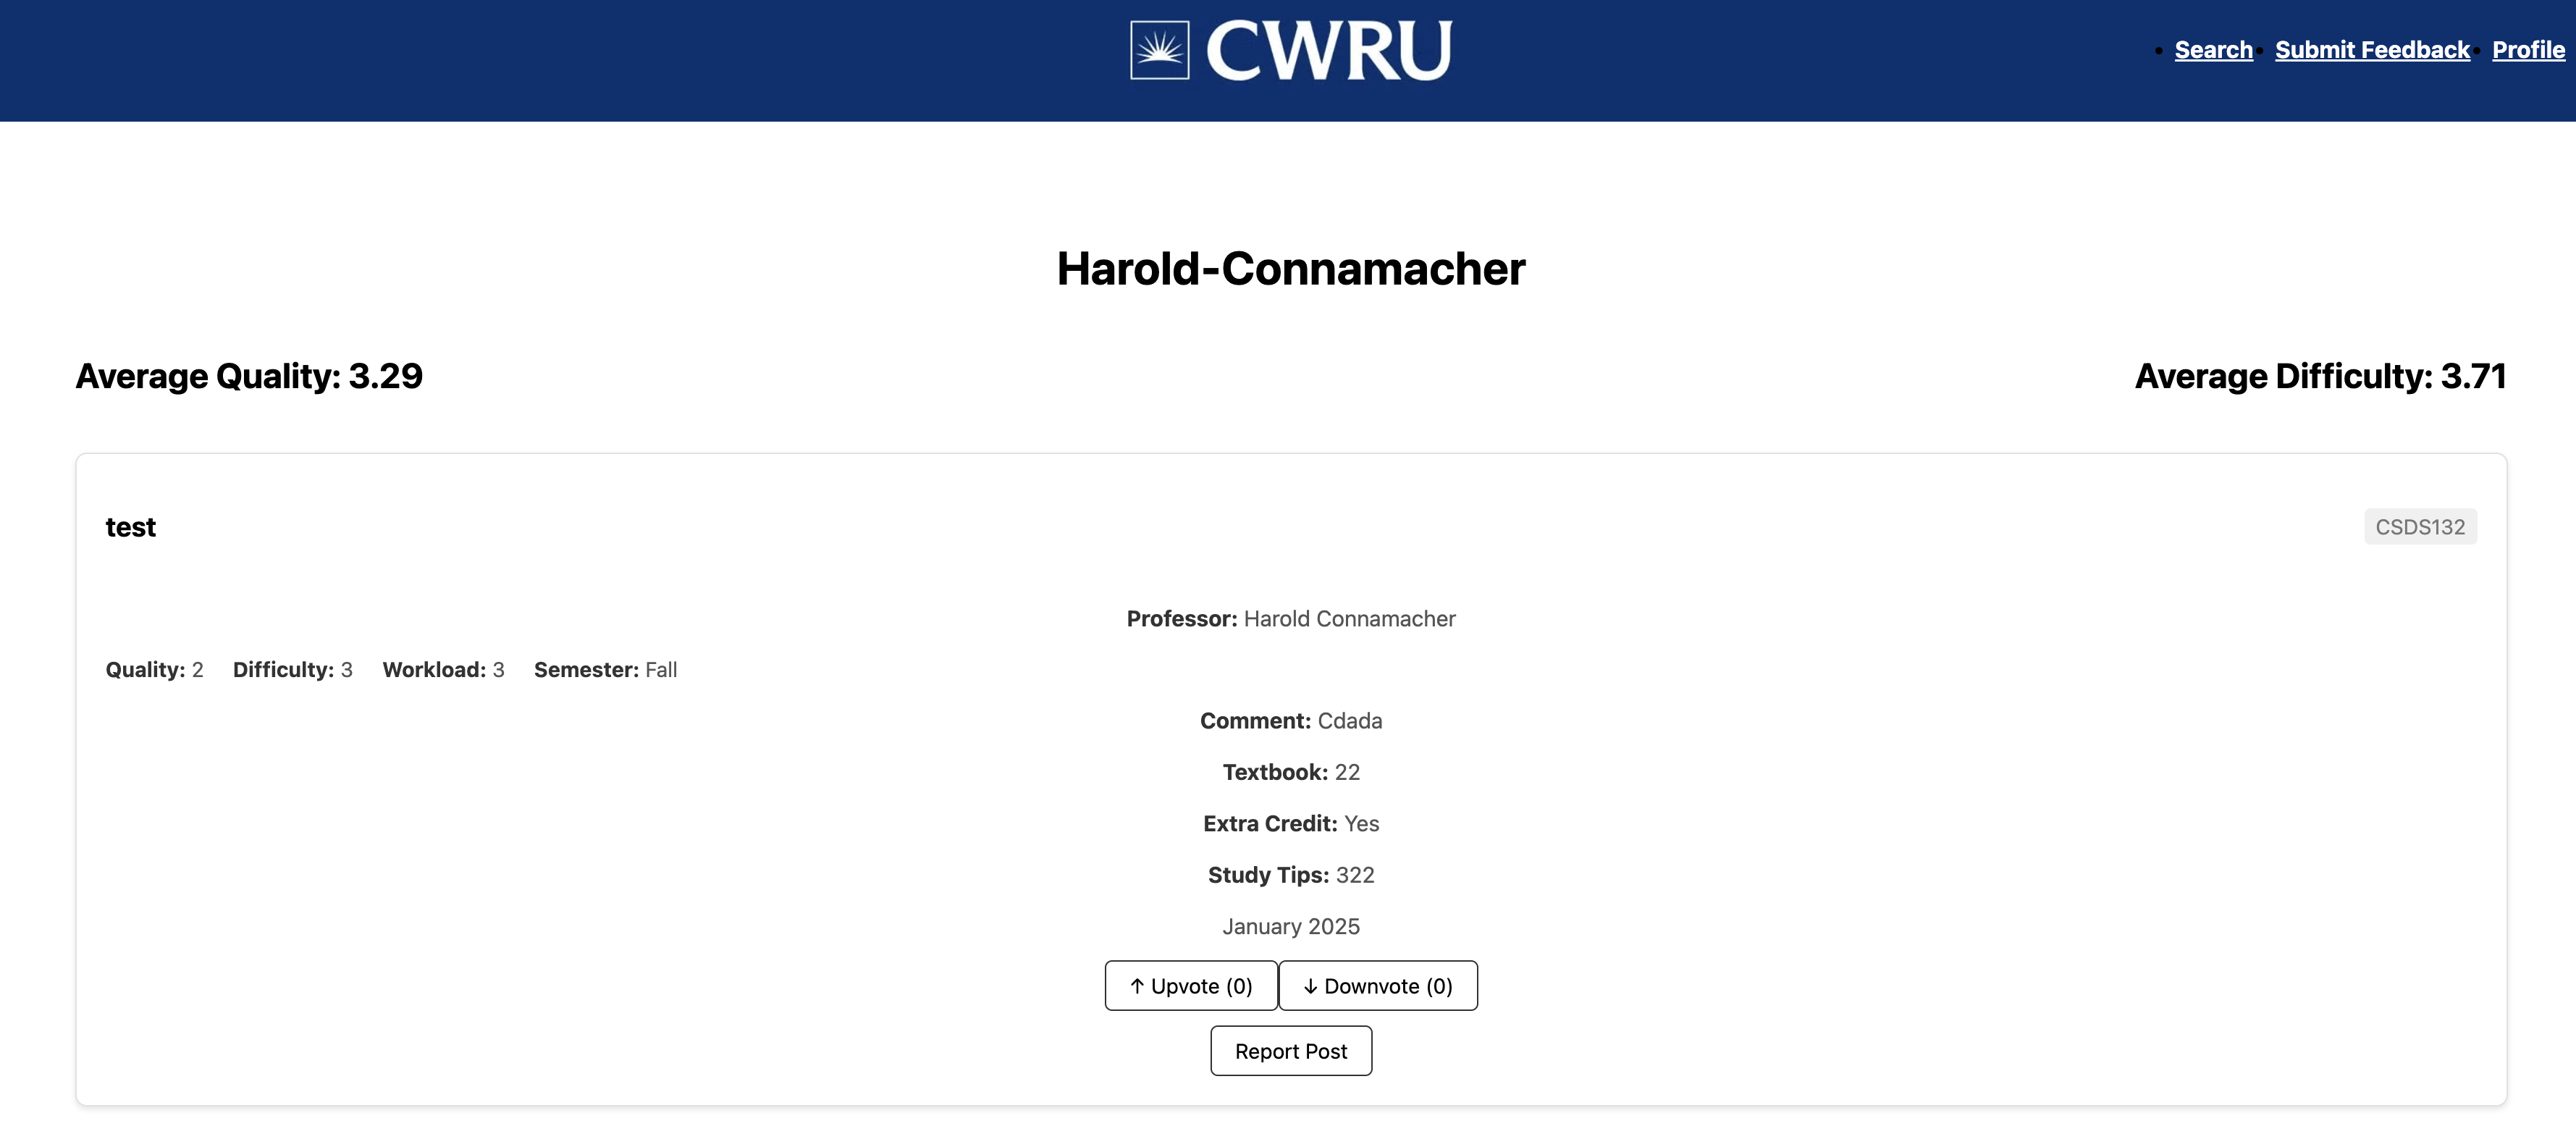 CWRU
• Search • Submit Feedback • Profile
Harold-Connamacher
Average Quality: 3.29 Average Difficulty: 3.71
test CSDS132
Professor: Harold Connamacher
Quality: 2 Difficulty: 3 Workload: 3 Semester: Fall
Comment: Cdada
Textbook: 22
Extra Credit: Yes
Study Tips: 322
January 2025
↑ Upvote (0) ↓ Downvote (0)
Report Post